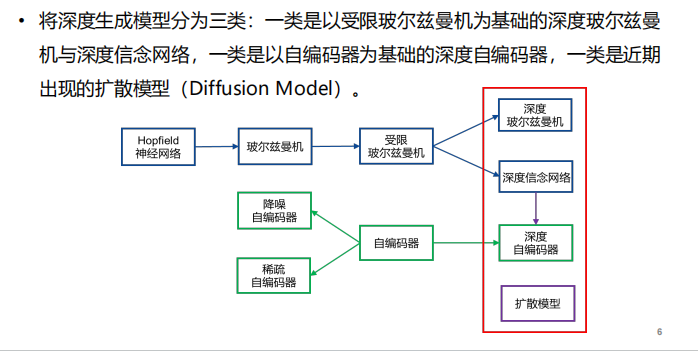 • 将深度生成模型分为三类：一类是以受限玻尔兹曼机为基础的深度玻尔兹曼
机与深度信念网络，一类是以自编码器为基础的深度自编码器，一类是近期
出现的扩散模型（Diffusion Model）。
深度
玻尔兹曼机
Hopfield
神经网络
玻尔兹曼机
受限
玻尔兹曼机
深度信念网络
降噪
自编码器
自编码器
深度
自编码器
稀疏
自编码器
扩散模型
6